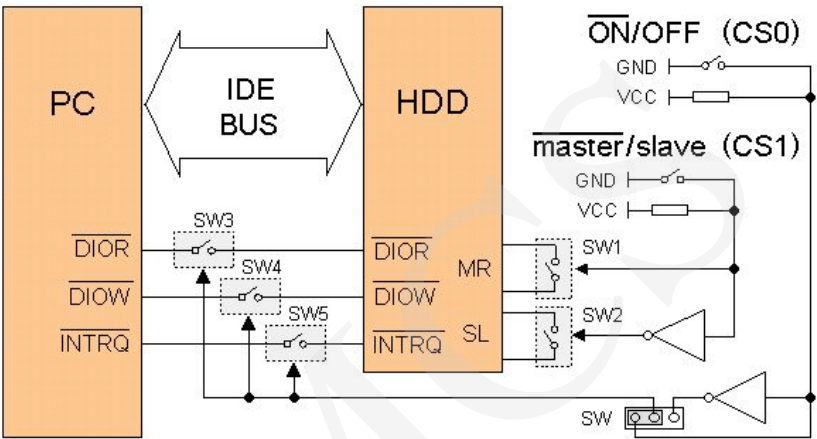 PC
IDE
BUS
HDD
ON/OFF (CS0)
GND
VCC
master/slave (CS1)
GND
VCC
SW3
DIOR
DIOR
SW4
MR
SW1
DIOW
DIOW
SW5
SW2
INTRQ
INTRQ
SL
SW